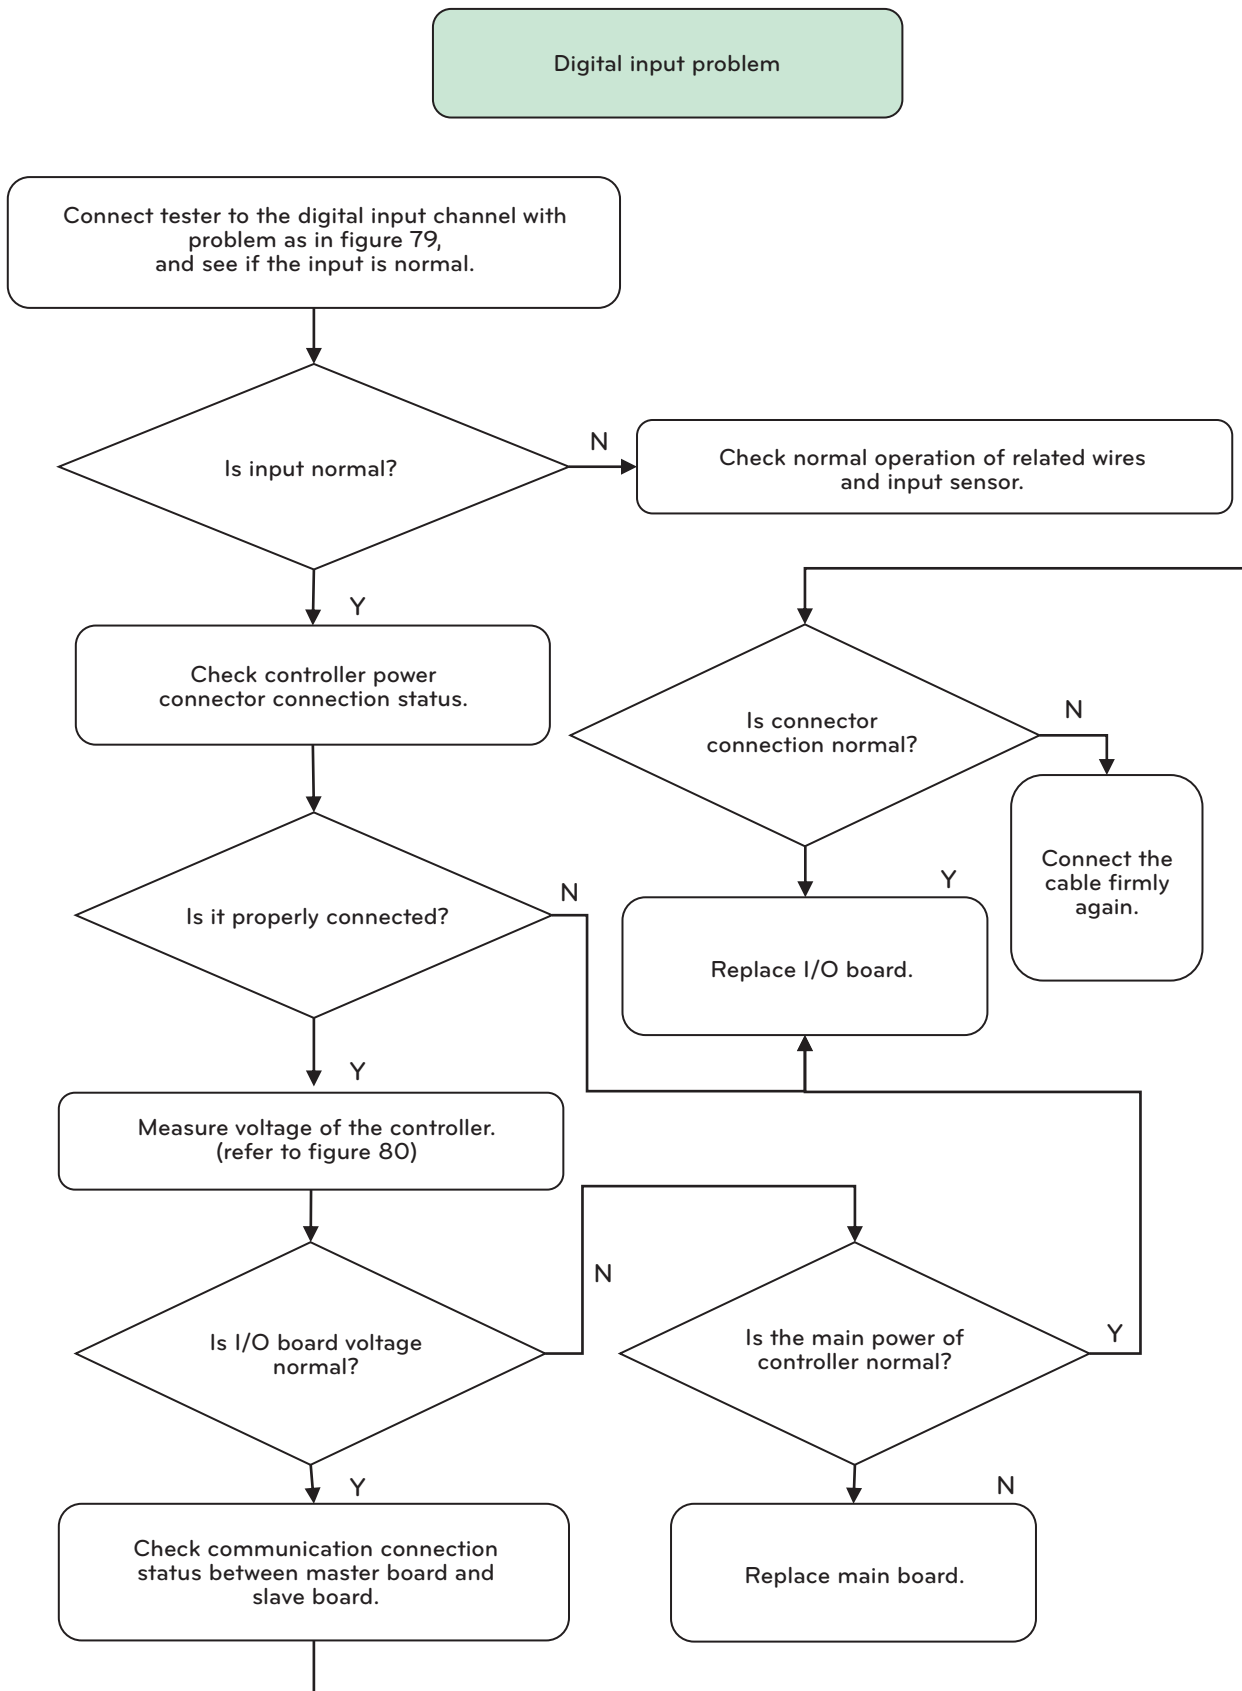 Digital input problem
Connect tester to the digital input channel with
problem as in figure 79,
and see if the input is normal.
Is input normal?
N
Check normal operation of related wires
and input sensor.
Y
Check controller power
connector connection status.
Is connector
connection normal?
N
Connect the
cable firmly
again.
Y
Replace I/O board.
Is it properly connected?
N
Y
Measure voltage of the controller.
(refer to figure 80)
Is I/O board voltage
normal?
N
Is the main power of
controller normal?
Y
Y
Check communication connection
status between master board and
slave board.
N
Replace main board.